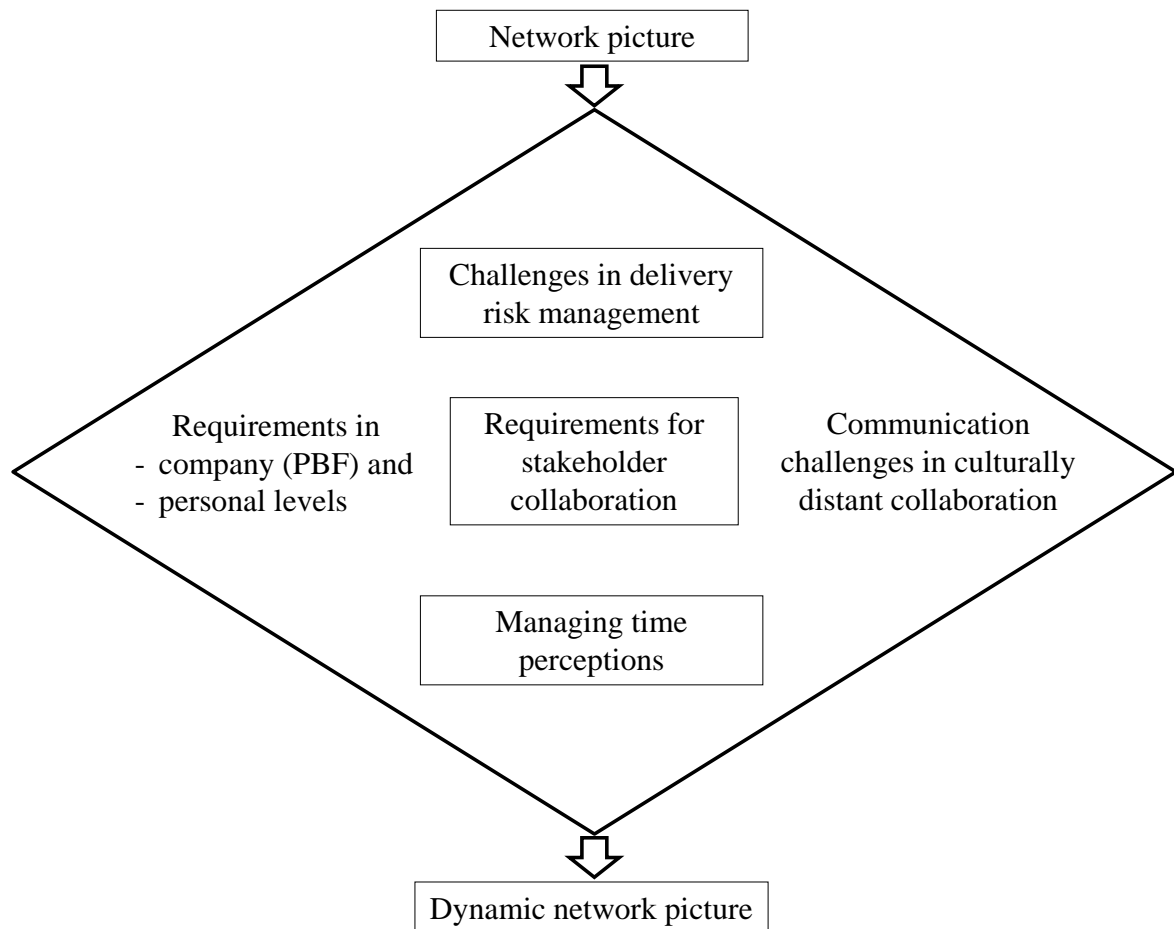 Network picture
Challenges in delivery
risk management
Requirements in
- company (PBF) and
- personal levels
Requirements for
stakeholder
collaboration
Communication
challenges in culturally
distant collaboration
Managing time
perceptions
Dynamic network picture